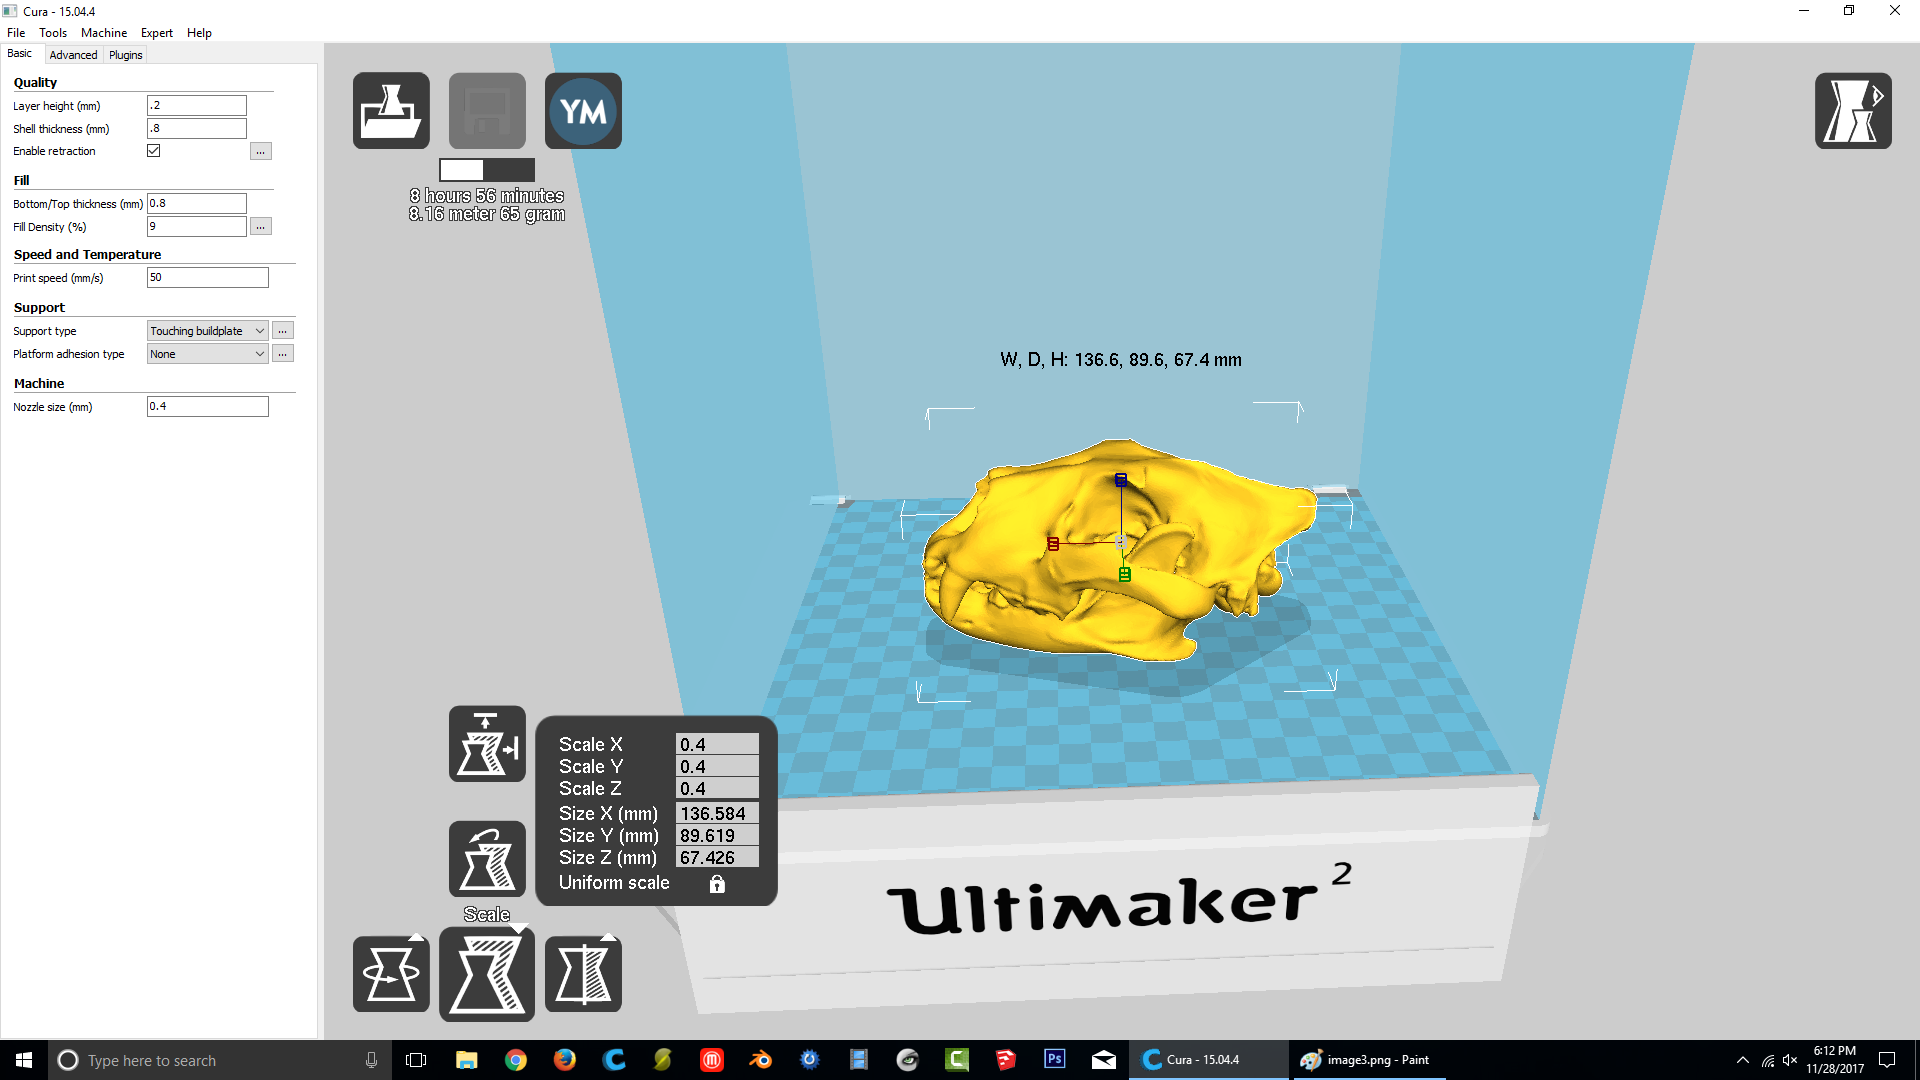 Cura - 15.04.4
File Tools Machine Expert Help
Basic Advanced Plugins
Quality
Layer height (mm) .2
Shell thickness (mm) .8
Enable retraction ...
Fill
Bottom/Top thickness (mm) 0.8
Fill Density (%) 9 ...
Speed and Temperature
Print speed (mm/s) 50
Support
Support type Touching buildplate ...
Platform adhesion type None ...
Machine
Nozzle size (mm) 0.4
YM
8 hours 56 minutes
8.16 meter 65 gram
W, D, H: 136.6, 89.6, 67.4 mm
Scale X 0.4
Scale Y 0.4
Scale Z 0.4
Size X (mm) 136.584
Size Y (mm) 89.619
Size Z (mm) 67.426
Uniform scale
Scale
Ultimaker 2
Type here to search
Ps
Cura - 15.04.4
image3.png - Paint
6:12 PM
11/28/2017